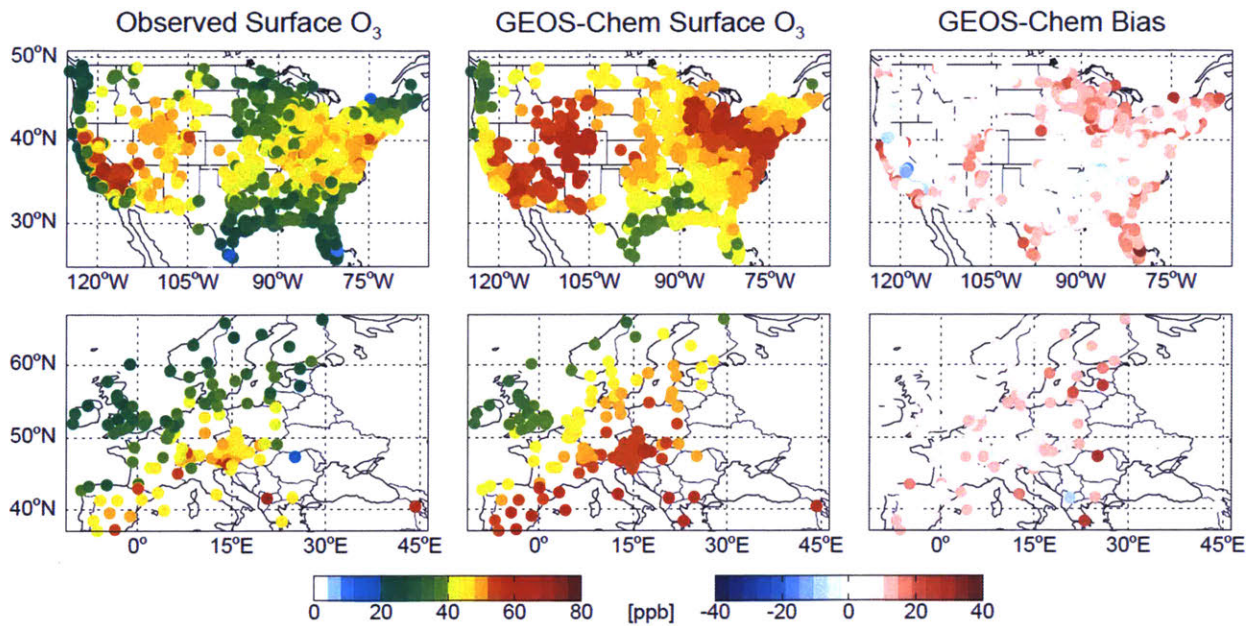 Observed Surface O₃ GEOS-Chem Surface O₃ GEOS-Chem Bias
50°N
40°N
30°N
120°W 105°W 90°W 75°W 120°W 105°W 90°W 75°W 120°W 105°W 90°W 75°W
60°N
50°N
40°N
0° 15°E 30°E 45°E 0° 15°E 30°E 45°E 0° 15°E 30°E 45°E
0 20 40 60 80 [ppb] -40 -20 0 20 40